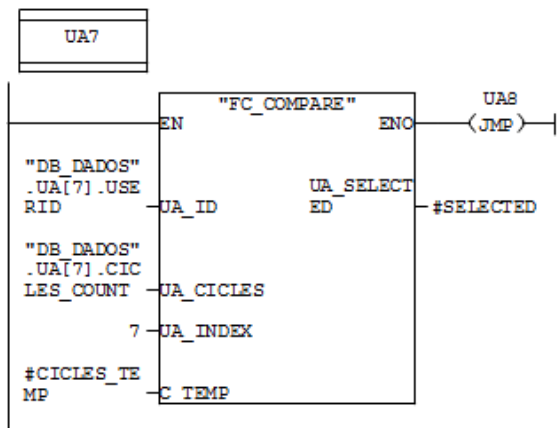 UA7
"FC_COMPARE"
UA8
EN
ENO
(JMP)
"DB_DADOS"
.UA[7].USE
RID
UA_ID
UA_SELECT
ED
#SELECTED
"DB_DADOS"
.UA[7].CIC
LES_COUNT
UA_CICLES
7
UA_INDEX
#CICLES_TE
MP
C_TEMP